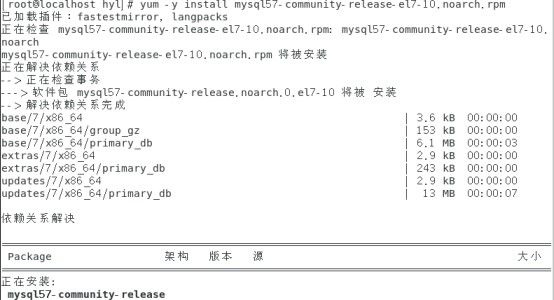 [root@localhost hyl]# yum -y install mysql57-community-release-el7-10.noarch.rpm
已加载插件：fastestmirror, langpacks
正在检查 mysql57-community-release-el7-10.noarch.rpm: mysql57-community-release-el7-10.
noarch
mysql57-community-release-el7-10.noarch.rpm 将被安装
正在解决依赖关系
--> 正在检查事务
---> 软件包 mysql57-community-release.noarch.0.el7-10 将被 安装
--> 解决依赖关系完成
base/7/x86_64 | 3.6 kB 00:00:00
base/7/x86_64/group_gz | 153 kB 00:00:00
base/7/x86_64/primary_db | 6.1 MB 00:00:03
extras/7/x86_64 | 2.9 kB 00:00:00
extras/7/x86_64/primary_db | 243 kB 00:00:00
updates/7/x86_64 | 2.9 kB 00:00:00
updates/7/x86_64/primary_db | 13 MB 00:00:07
依赖关系解决
Package 架构 版本 源 大小
正在安装:
mysql57-community-release